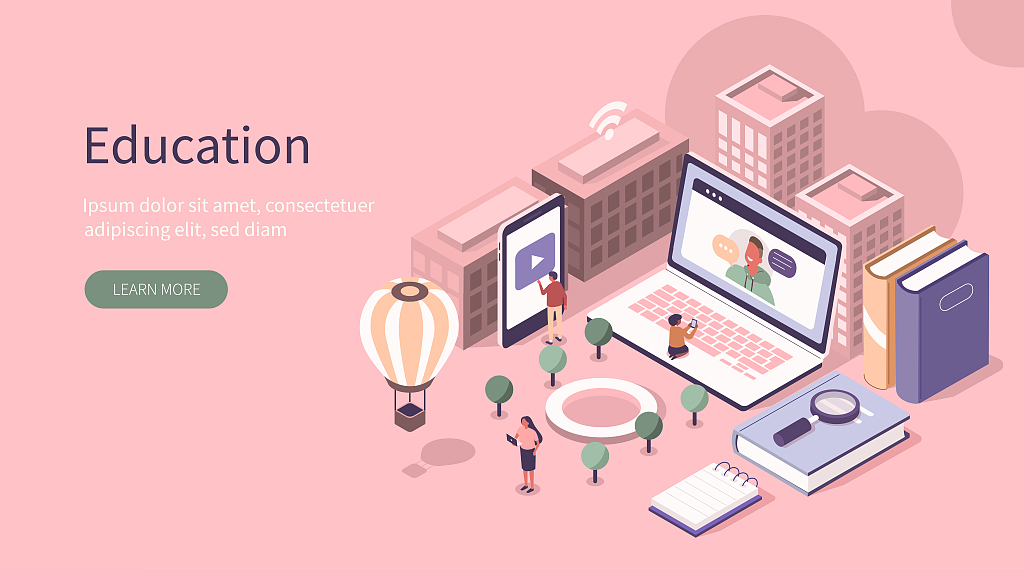 Education
Ipsum dolor sit amet, consectetuer
adipiscing elit, sed diam
LEARN MORE